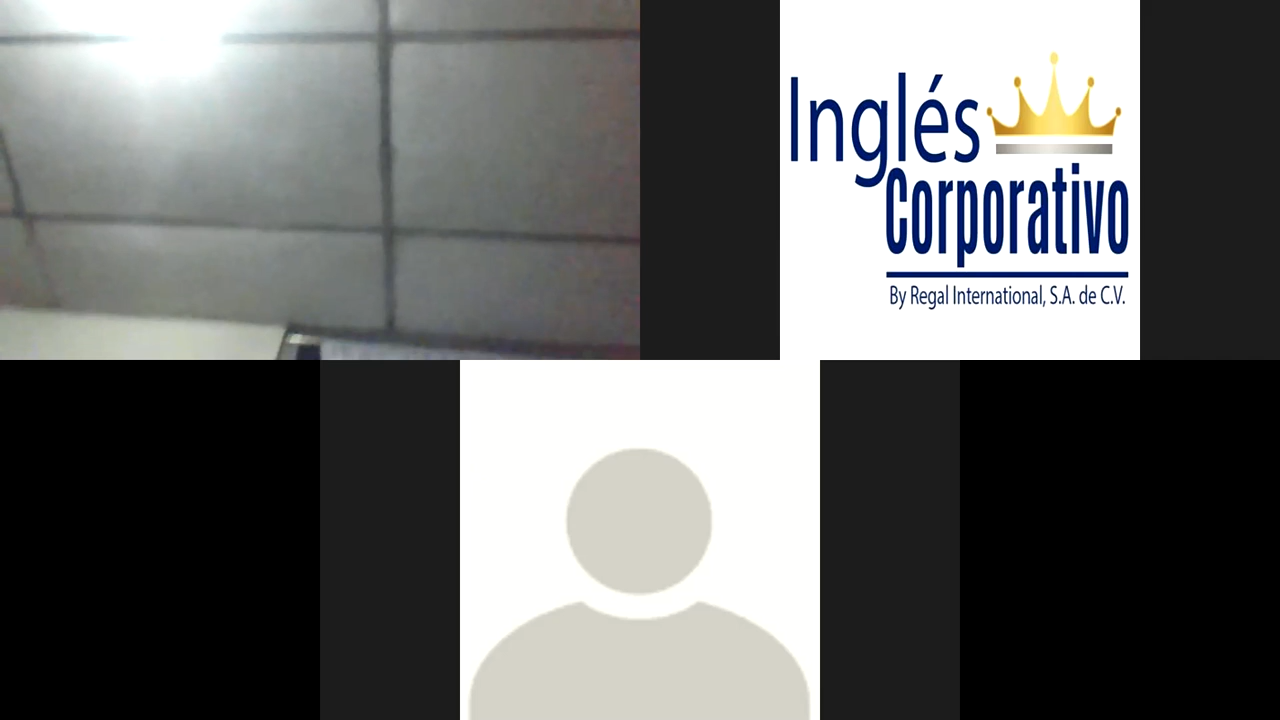 Inglés
Corporativo
By Regal International, S.A. de C.V.